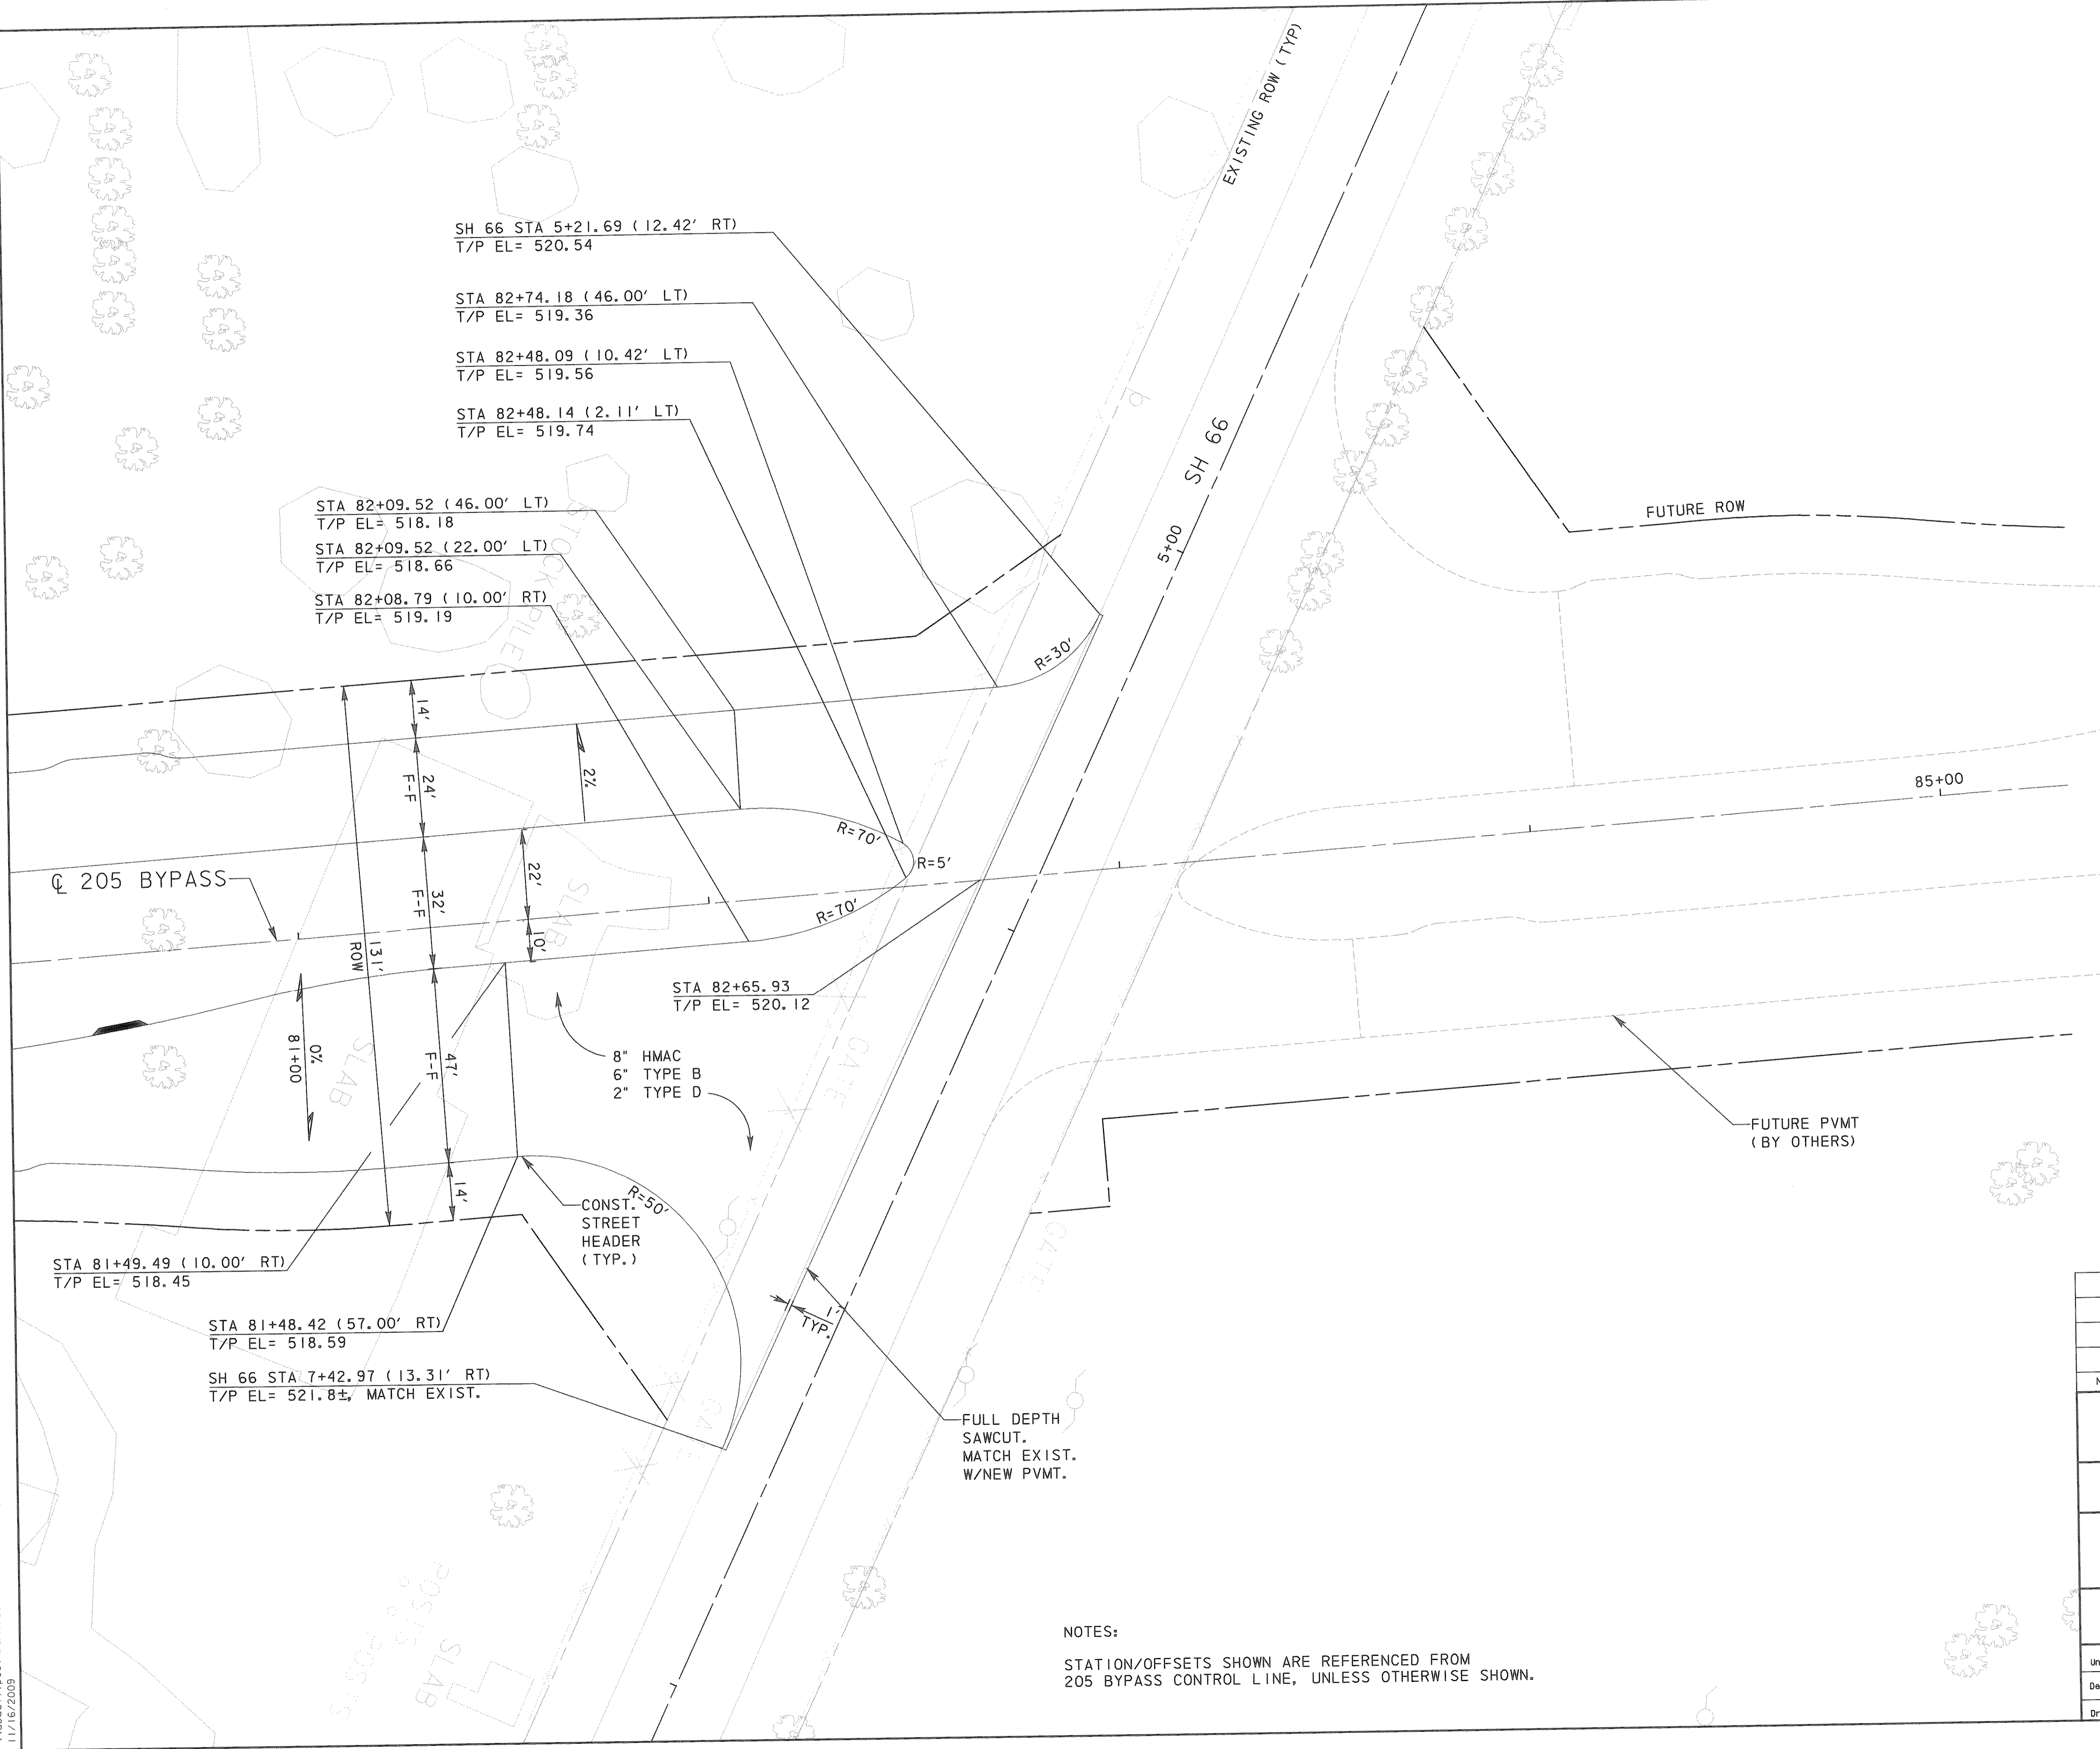 EXISTING ROW (TYP)
SH 66 STA 5+21.69 (12.42' RT)
T/P EL= 520.54
STA 82+74.18 (46.00' LT)
T/P EL= 519.36
STA 82+48.09 (10.42' LT)
T/P EL= 519.56
STA 82+48.14 (2.11' LT)
T/P EL= 519.74
SH 66
5+00
FUTURE ROW
STA 82+09.52 (46.00' LT)
T/P EL= 518.18
STA 82+09.52 (22.00' LT)
T/P EL= 518.66
STA 82+08.79 (10.00' RT)
T/P EL= 519.19
STOCK PILE
R=30'
14'
24'
F-F
2%
R=70'
R=5'
R=70'
85+00
℄ 205 BYPASS
22'
32'
F-F
10'
SLAB
131'
ROW
STA 82+65.93
T/P EL= 520.12
0%
81+00
SLAB
47'
F-F
8" HMAC
6" TYPE B
2" TYPE D
GATE
FUTURE PVMT
(BY OTHERS)
14'
R=50'
CONST.
STREET
HEADER
(TYP.)
GATE
STA 81+49.49 (10.00' RT)
T/P EL= 518.45
STA 81+48.42 (57.00' RT)
T/P EL= 518.59
SH 66 STA 7+42.97 (13.31' RT)
T/P EL= 521.8±, MATCH EXIST.
1'
TYP.
FULL DEPTH
SAWCUT.
MATCH EXIST.
W/NEW PVMT.
POSTS
SLAB
NOTES:
STATION/OFFSETS SHOWN ARE REFERENCED FROM
205 BYPASS CONTROL LINE, UNLESS OTHERWISE SHOWN.
11/16/2009